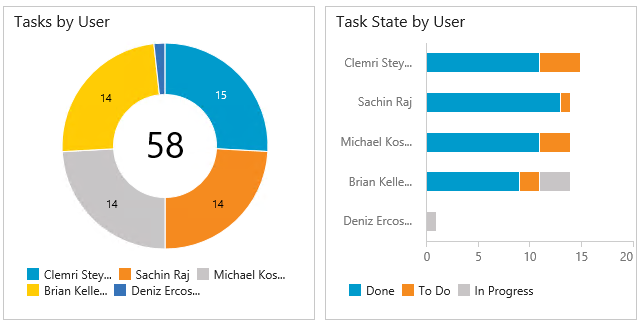 Tasks by User
15
14
14
14
58
Clemri Stey... Sachin Raj Michael Kos...
Brian Kelle... Deniz Ercos...
Task State by User
Clemri Stey...
Sachin Raj
Michael Kos...
Brian Kelle...
Deniz Ercos...
0 5 10 15 20
Done To Do In Progress